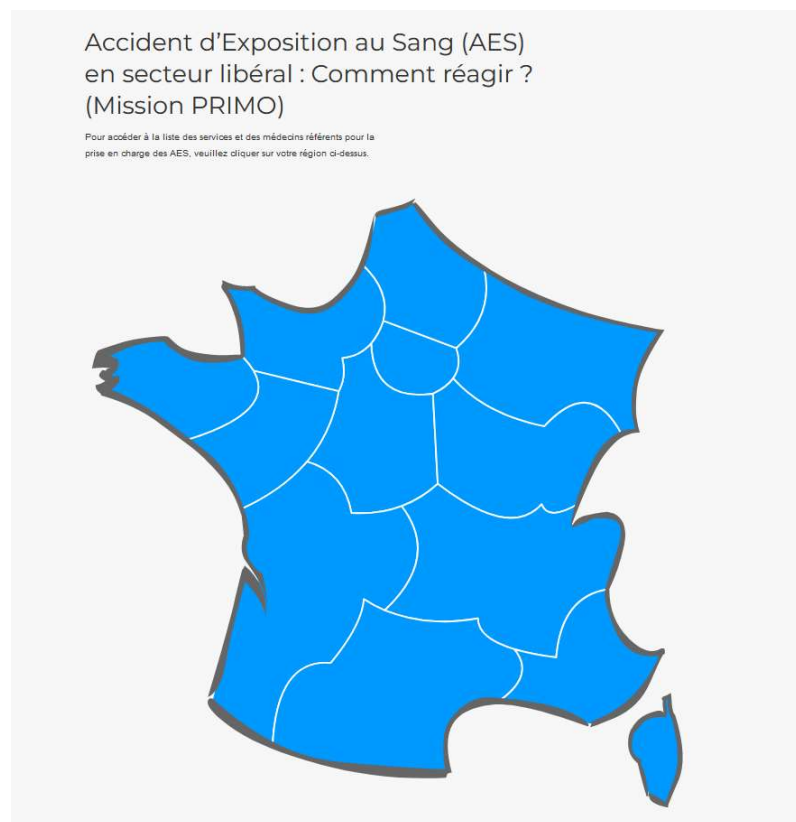 Accident d’Exposition au Sang (AES)
en secteur libéral : Comment réagir ?
(Mission PRIMO)
Pour accéder à la liste des services et des médecins référents pour la
prise en charge des AES, veuillez cliquer sur votre région ci-dessus.